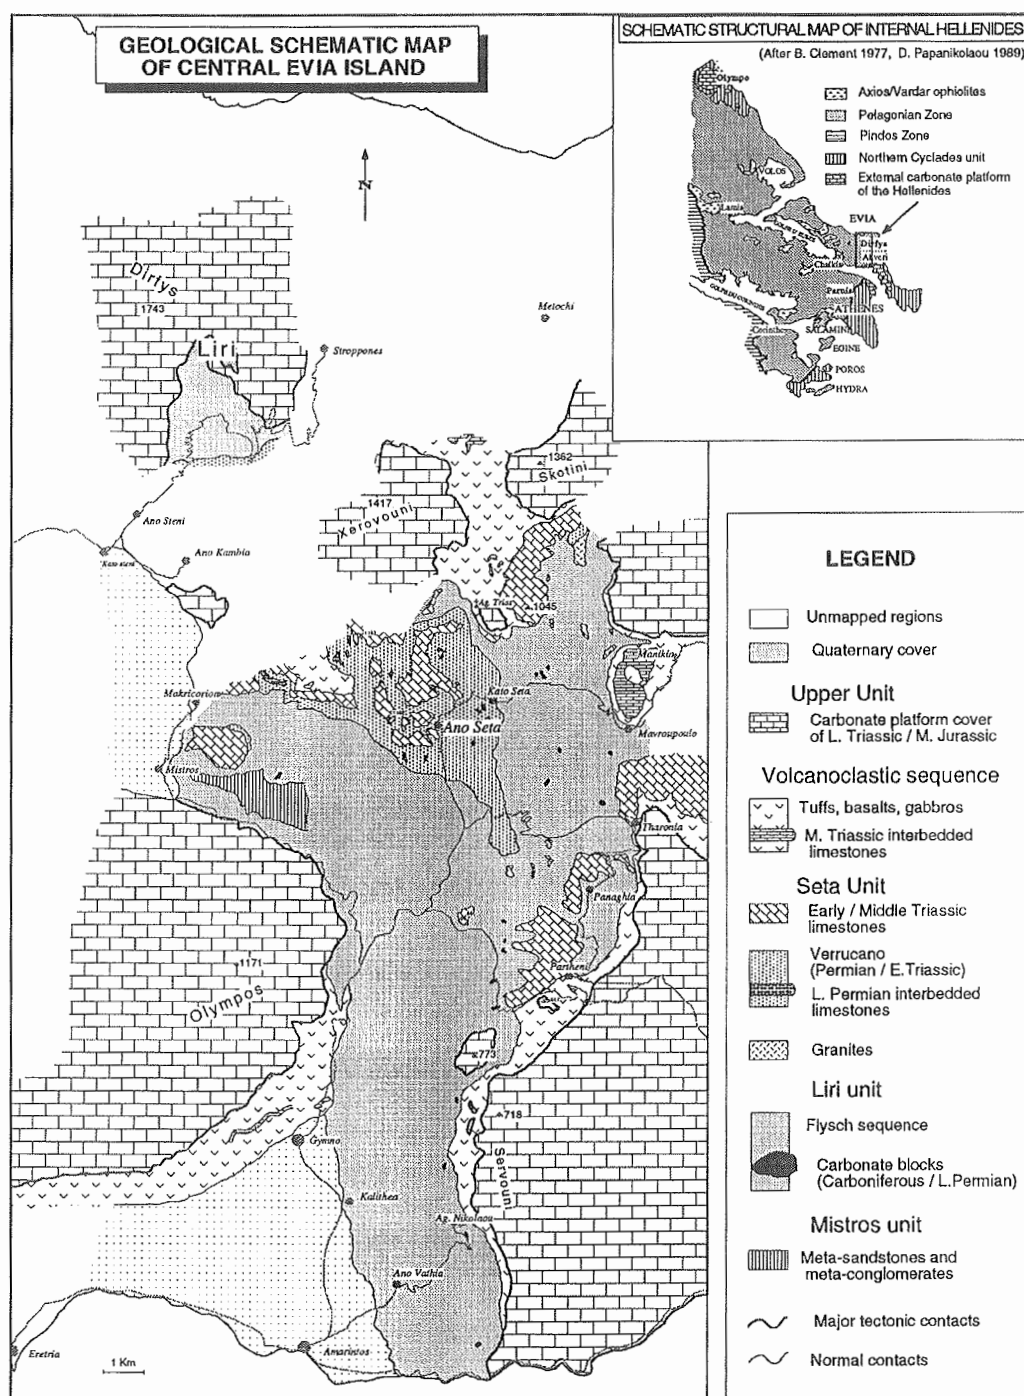 GEOLOGICAL SCHEMATIC MAP
OF CENTRAL EVIA ISLAND
SCHEMATIC STRUCTURAL MAP OF INTERNAL HELLENIDES
(After B. Clement 1977, D. Papanikolaou 1989)
Olympe
Axios/Vardar ophiolites
Pelagonian Zone
Pindos Zone
Northern Cyclades unit
External carbonate platform
of the Hellenides
VOLOS
Lamia
EVIA
Dirfys
Aliveri
Chalkis
Parnis
ATHENES
Corinthe
SALAMINE
EGINE
POROS
HYDRA
N
Dirfys
1743
Liri
Stroppones
Metochi
1362
Skotini
1417
Xerovouni
Ano Steni
Kato steni
Ano Kambia
Ag. Trias
1045
Manikia
Makricorion
Kato Seta
Ano Seta
Mavroupoulo
Mistros
Tharonia
Panaghia
1171
Olympos
Partheni
773
718
Servouni
Gymno
Kalithea
Ag. Nikolaou
Ano Vathia
Eretria
1 Km
Amarintos
LEGEND
Unmapped regions
Quaternary cover
Upper Unit
Carbonate platform cover
of L. Triassic / M. Jurassic
Volcanoclastic sequence
Tuffs, basalts, gabbros
M. Triassic interbedded
limestones
Seta Unit
Early / Middle Triassic
limestones
Verrucano
(Permian / E.Triassic)
L. Permian interbedded
limestones
Granites
Liri unit
Flysch sequence
Carbonate blocks
(Carboniferous / L.Permian)
Mistros unit
Meta-sandstones and
meta-conglomerates
Major tectonic contacts
Normal contacts